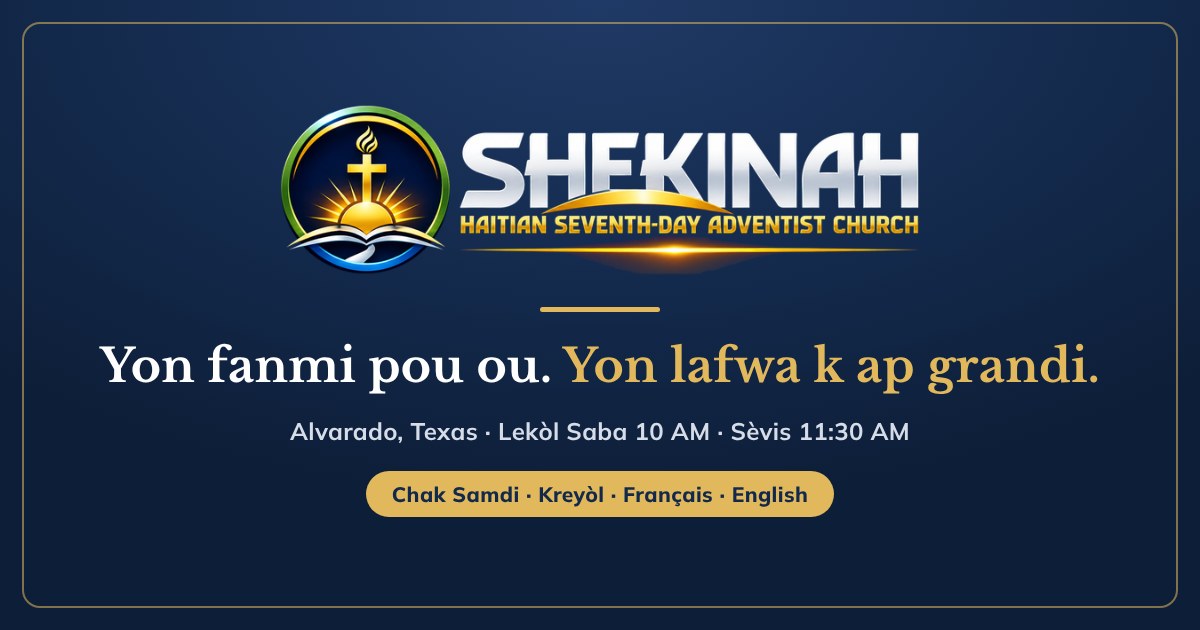 SHEKINAH
HAITIAN SEVENTH-DAY ADVENTIST CHURCH
Yon fanmi pou ou. Yon lafwa k ap grandi.
Alvarado, Texas · Lekòl Saba 10 AM · Sèvis 11:30 AM
Chak Samdi · Kreyòl · Français · English